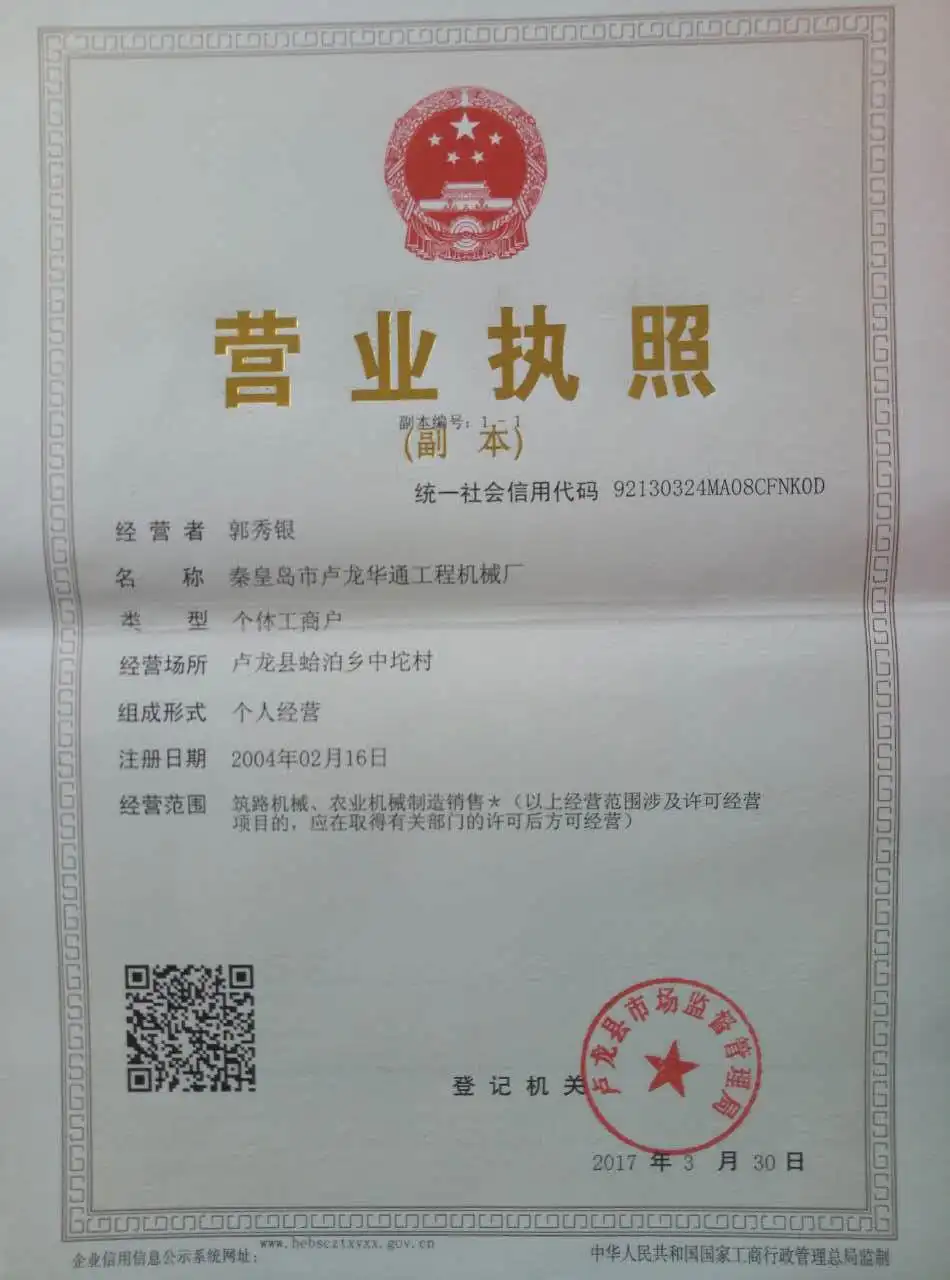 营业执照
副本编号：1－1
(副 本)
统一社会信用代码 92130324MA08CFNK0D
经营者 郭秀银
名 称 秦皇岛市卢龙华通工程机械厂
类 型 个体工商户
经营场所 卢龙县蛤泊乡中坨村
组成形式 个人经营
注册日期 2004年02月16日
经营范围 筑路机械、农业机械制造销售*（以上经营范围涉及许可经营
项目的，应在取得有关部门的许可后方可经营）
卢龙县市场监督管理局
登记机关
2017 年 3 月 30 日
企业信用信息公示系统网址： www.hebscztxyxx.gov.cn
中华人民共和国国家工商行政管理总局监制